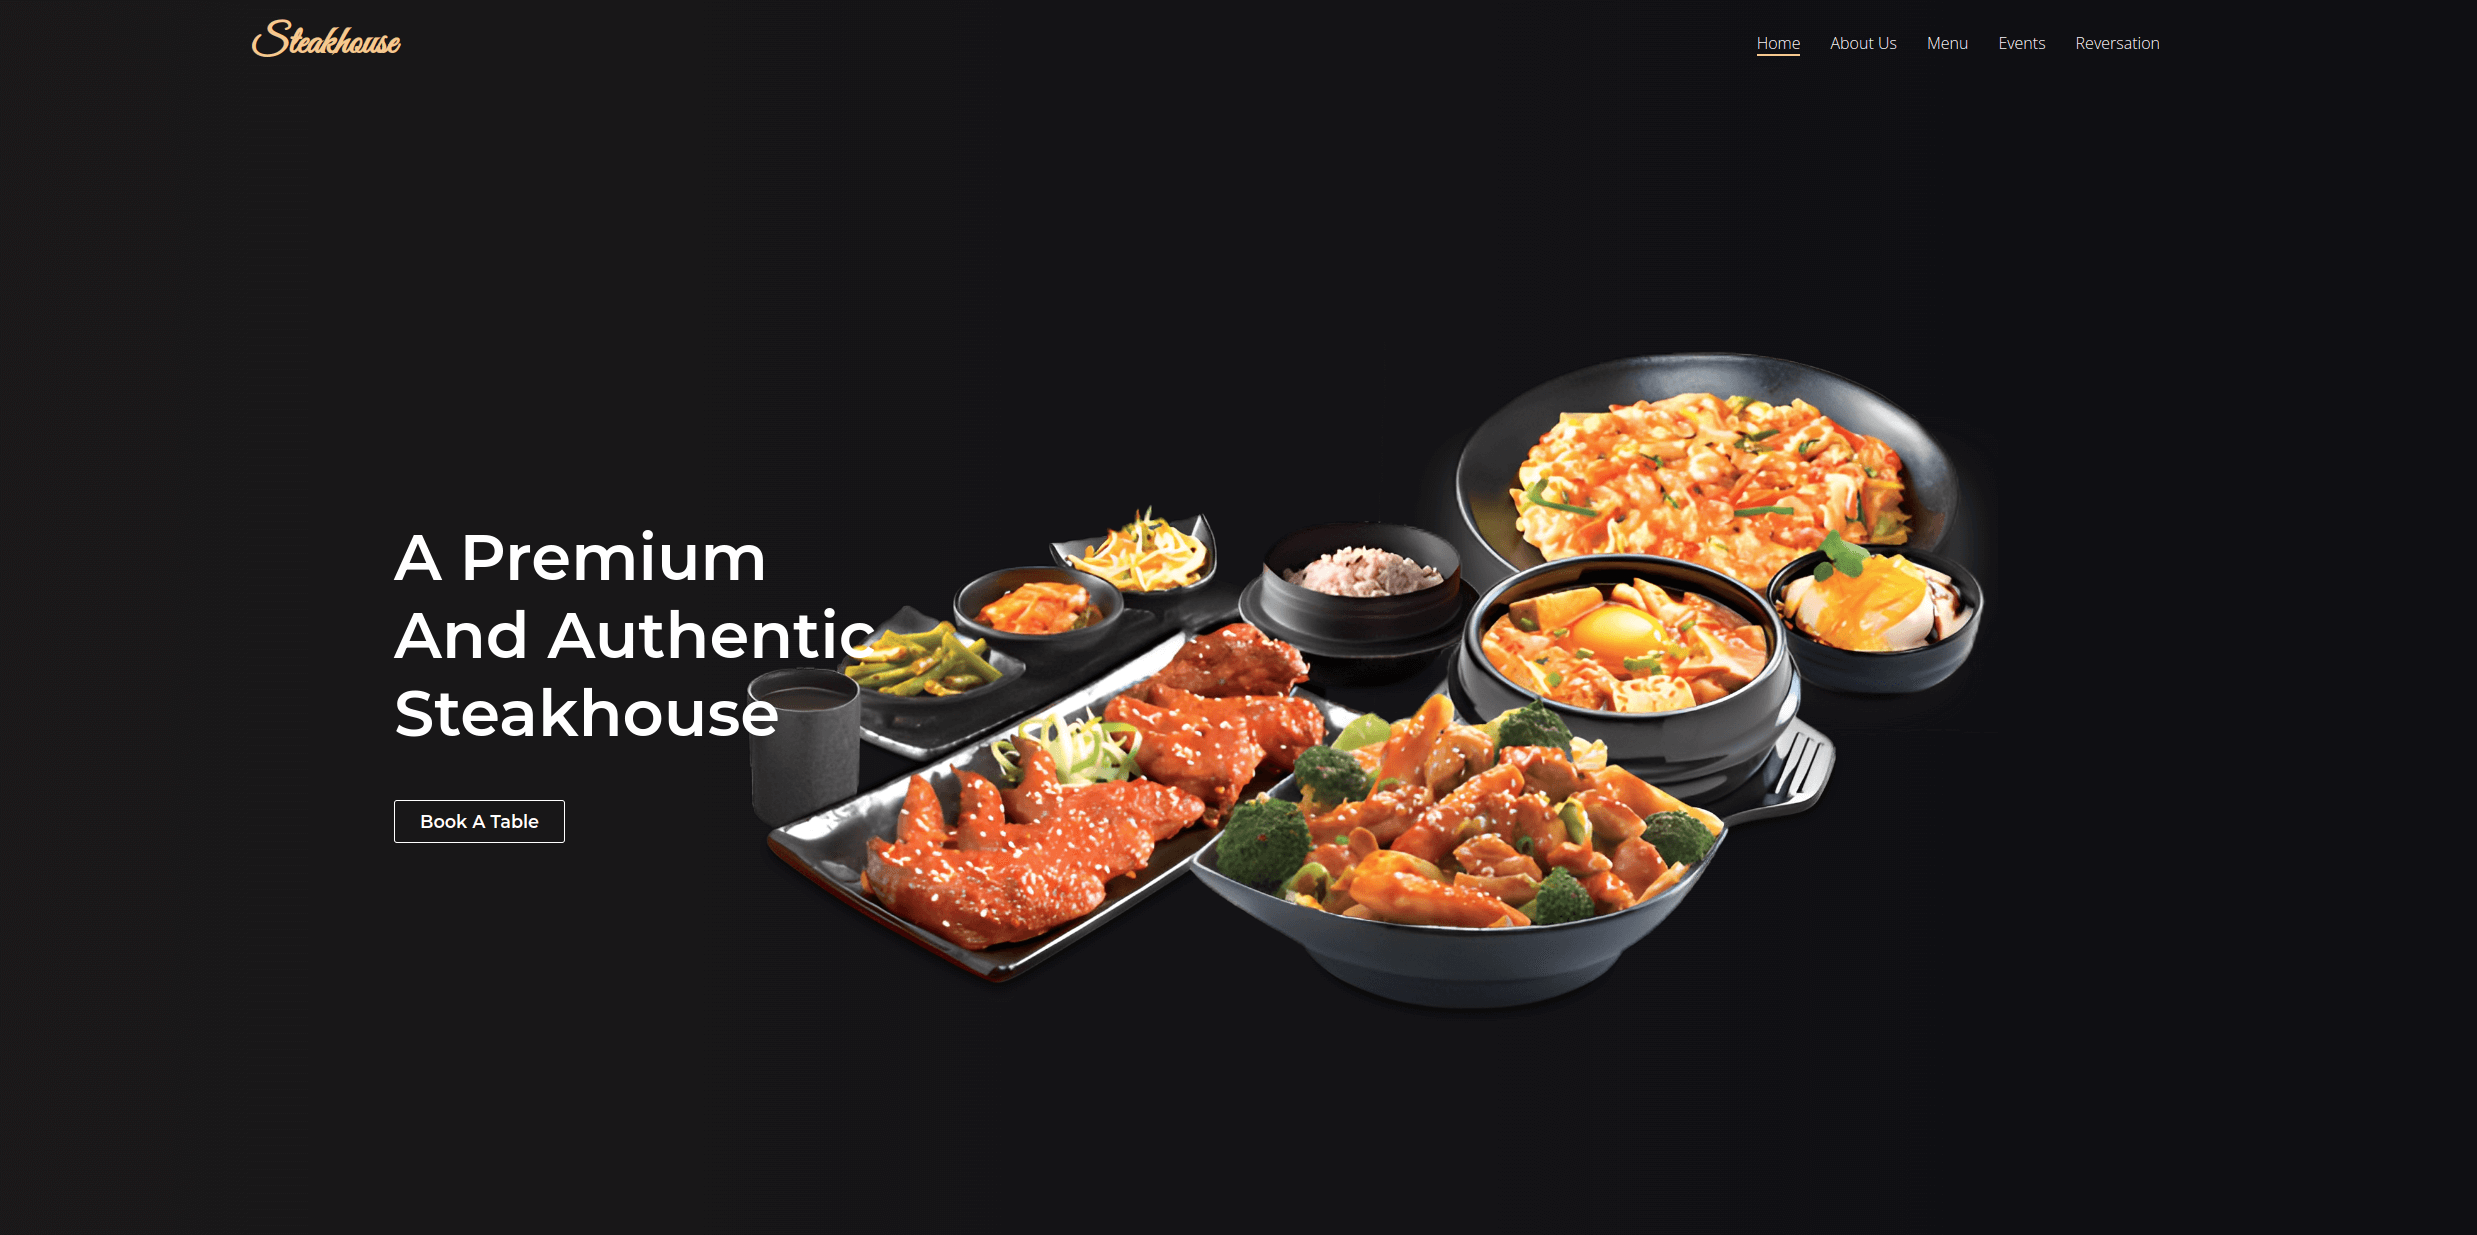 Steakhouse
Home About Us Menu Events Reversation
A Premium
And Authentic
Steakhouse
Book A Table